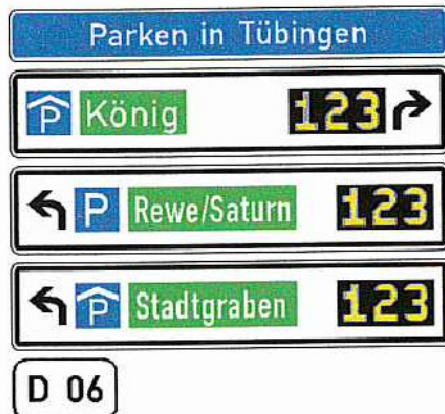 Parken in Tübingen
P König 123
P Rewe/Saturn 123
P Stadtgraben 123
D 06